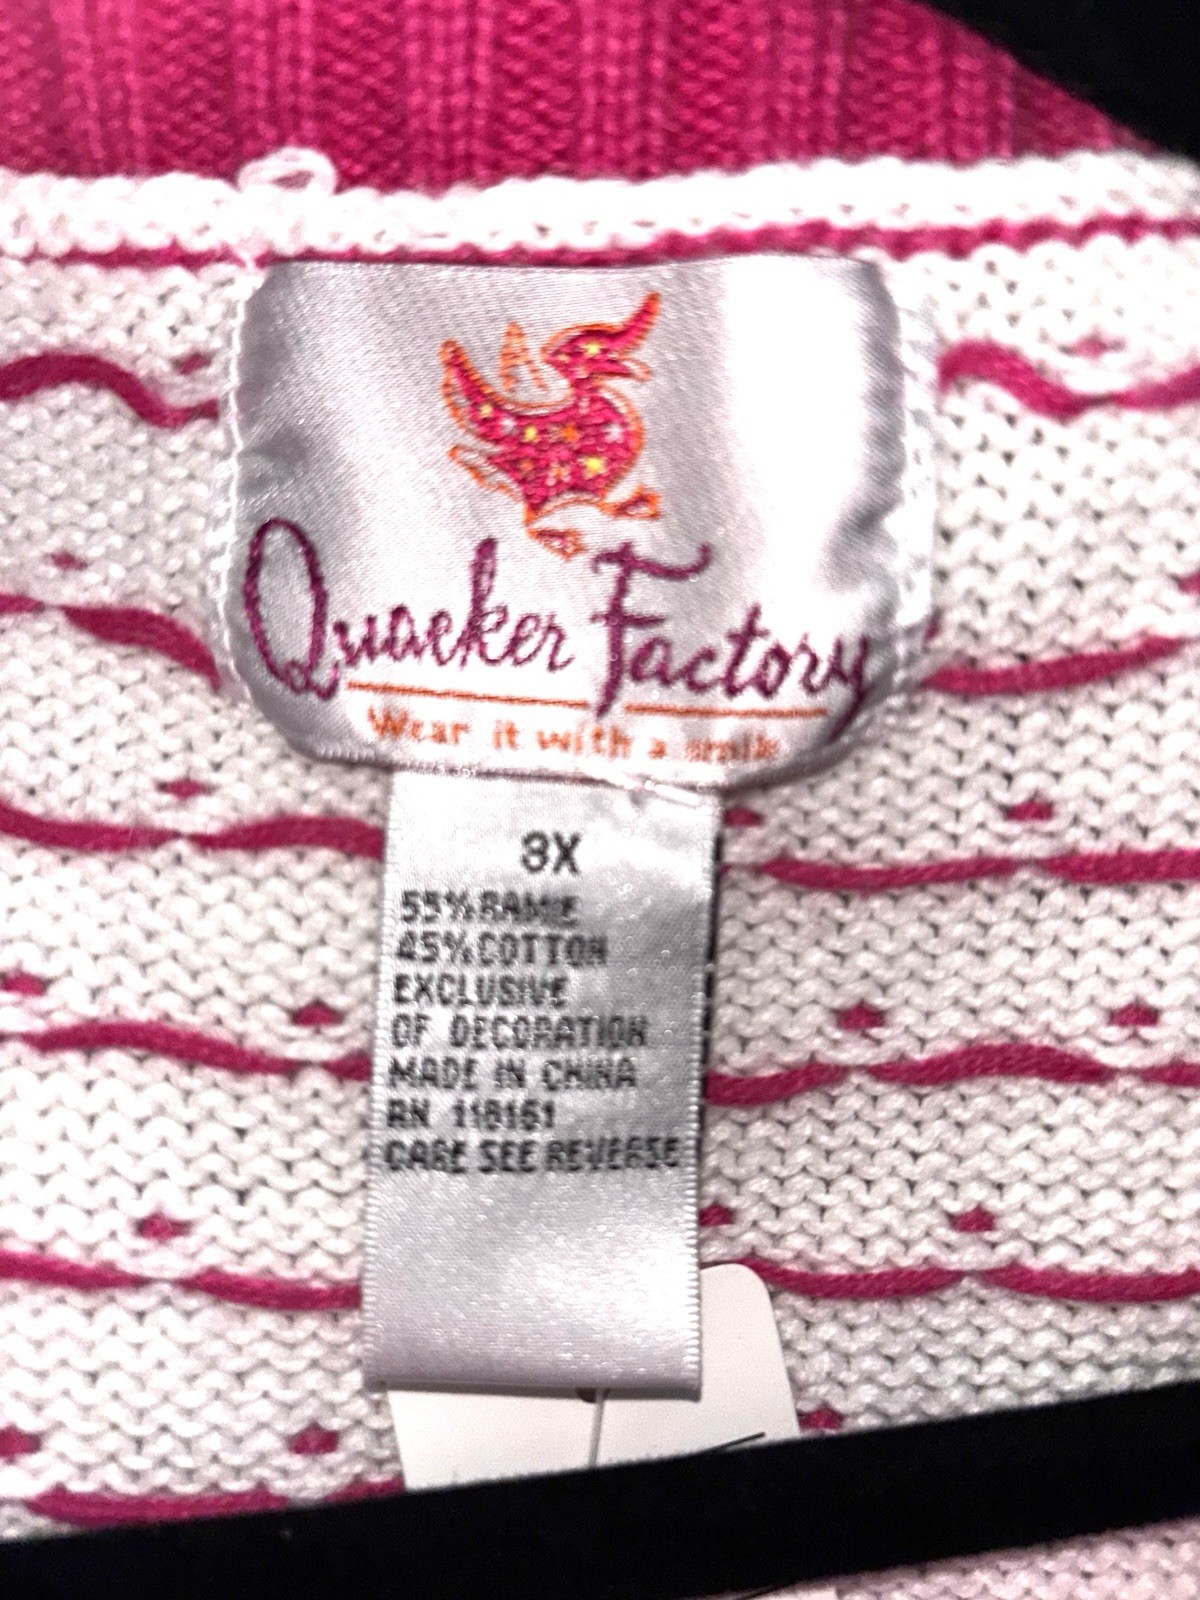 Quacker Factory
Wear it with a smile
3X
55% RAMIE
45% COTTON
EXCLUSIVE
OF DECORATION
MADE IN CHINA
RN 116161
CARE SEE REVERSE